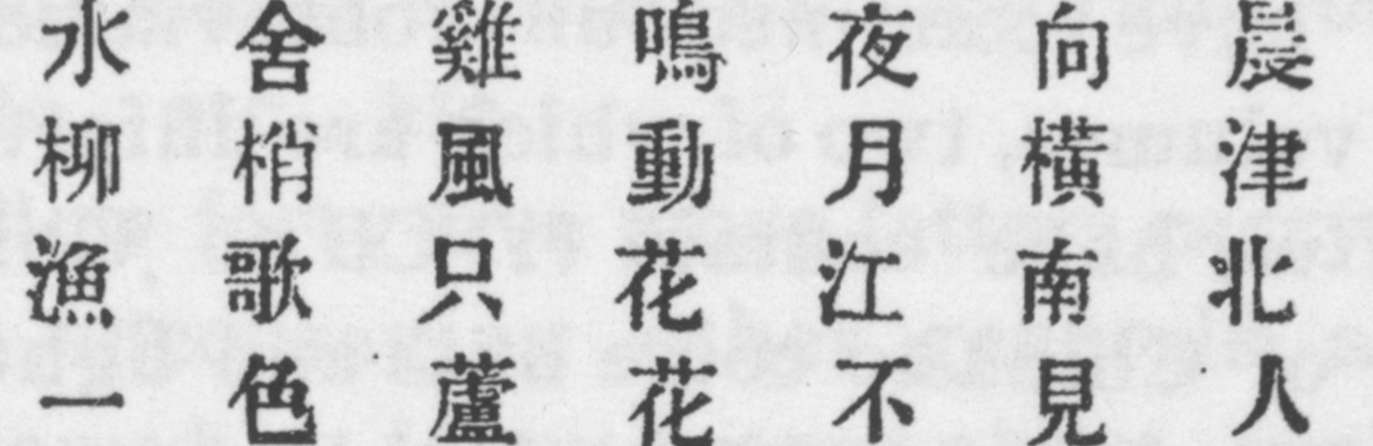 水舍雞鳴夜向晨
柳梢風動月橫津
漁歌只花江南北
一色蘆花不見人